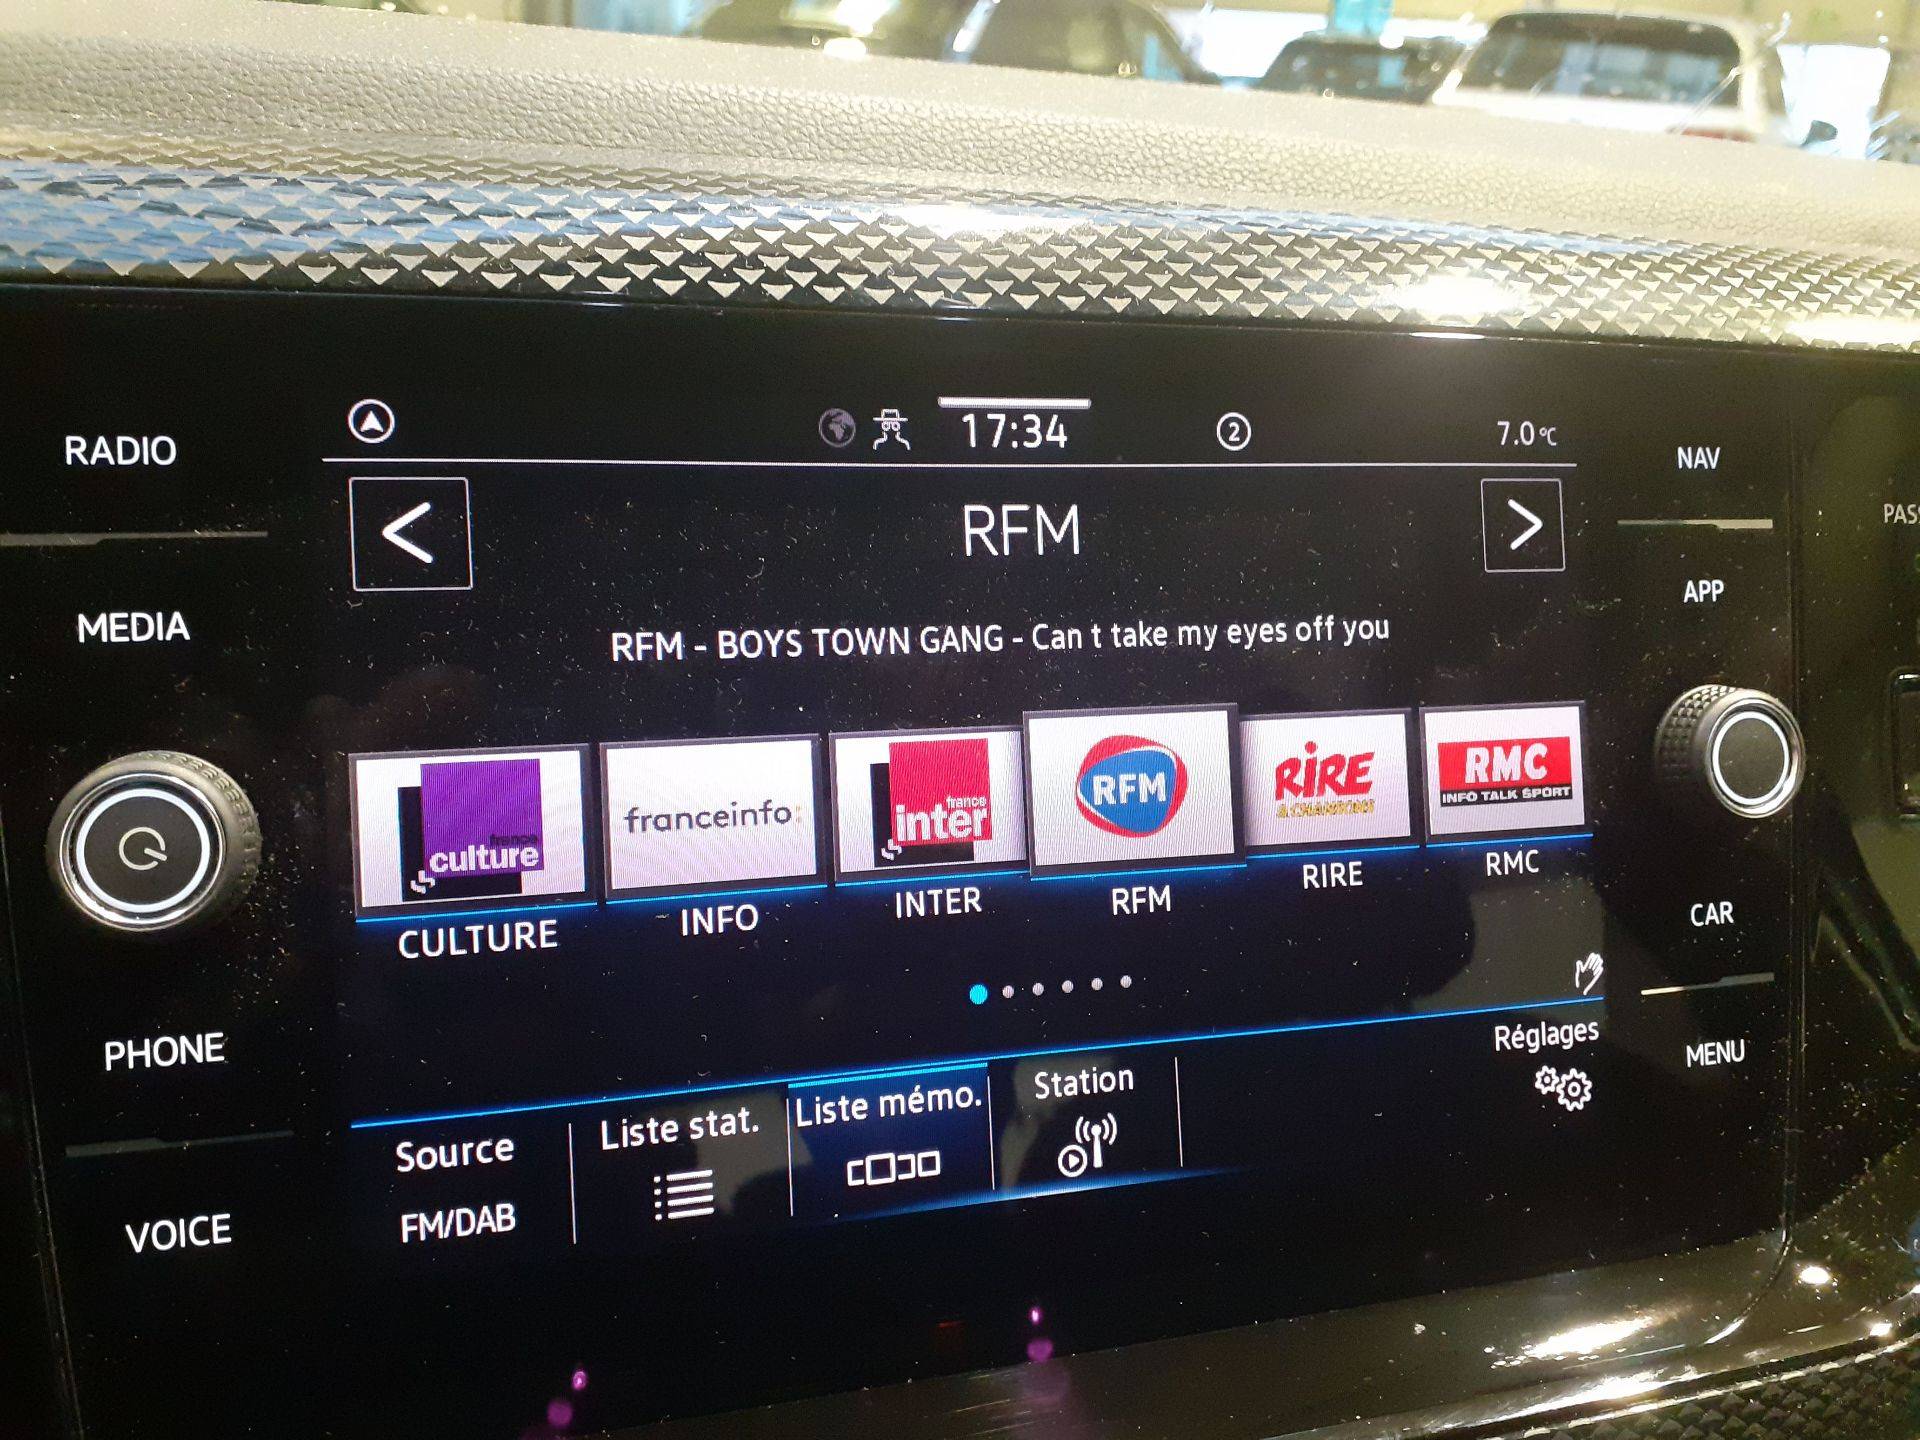 RADIO
MEDIA
PHONE
VOICE
17:34
2
7.0°C
RFM
RFM - BOYS TOWN GANG - Can t take my eyes off you
france
culture
franceinfo:
france
inter
RFM
RIRE
& CHANSONS
RMC
INFO TALK SPORT
CULTURE
INFO
INTER
RFM
RIRE
RMC
Réglages
Source
FM/DAB
Liste stat.
Liste mémo.
Station
NAV
APP
CAR
MENU